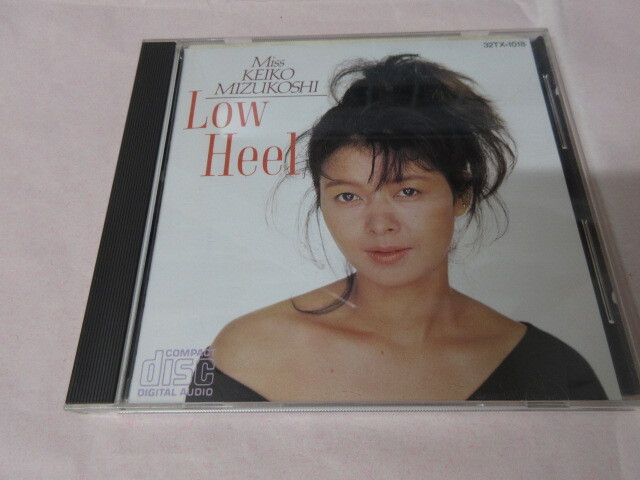 32TX-1015
Miss
KEIKO
MIZUKOSHI
Low
Heel
COMPACT
disc
DIGITAL AUDIO